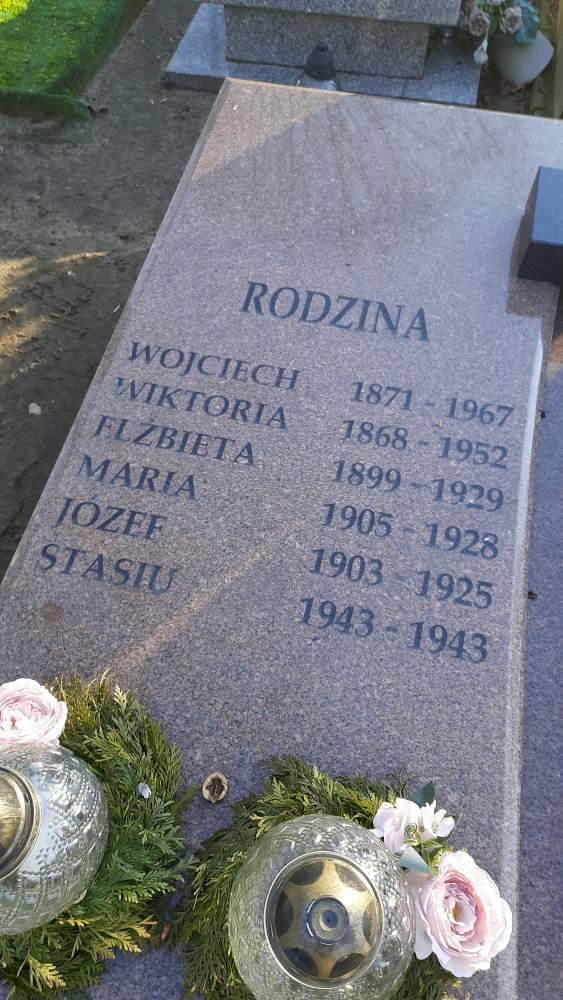 RODZINA
WOJCIECH 1871 - 1967
WIKTORIA 1868 - 1952
ELŻBIETA 1899 - 1929
MARIA 1905 - 1928
JÓZEF 1903 - 1925
STASIU 1943 - 1943